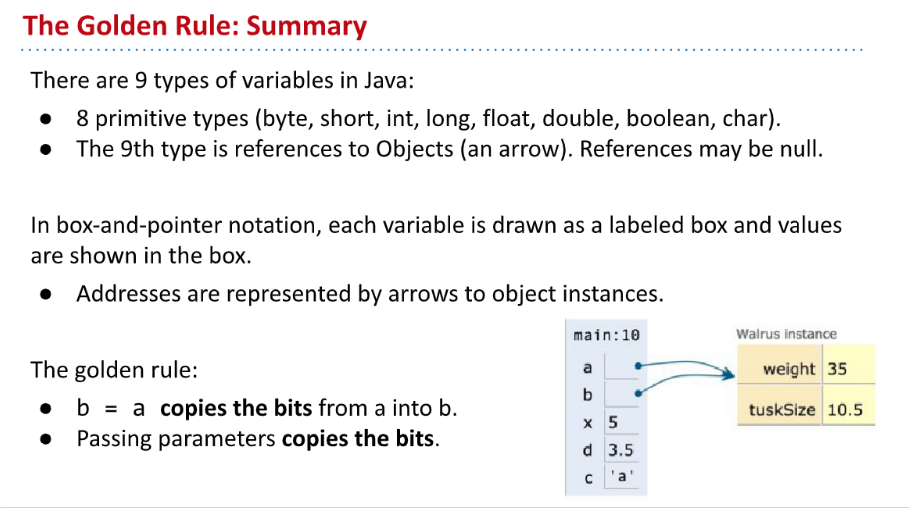 The Golden Rule: Summary
There are 9 types of variables in Java:
● 8 primitive types (byte, short, int, long, float, double, boolean, char).
● The 9th type is references to Objects (an arrow). References may be null.
In box-and-pointer notation, each variable is drawn as a labeled box and values
are shown in the box.
● Addresses are represented by arrows to object instances.
The golden rule:
● b = a copies the bits from a into b.
● Passing parameters copies the bits.
main:10
a
b
x 5
d 3.5
c 'a'
Walrus instance
weight 35
tuskSize 10.5